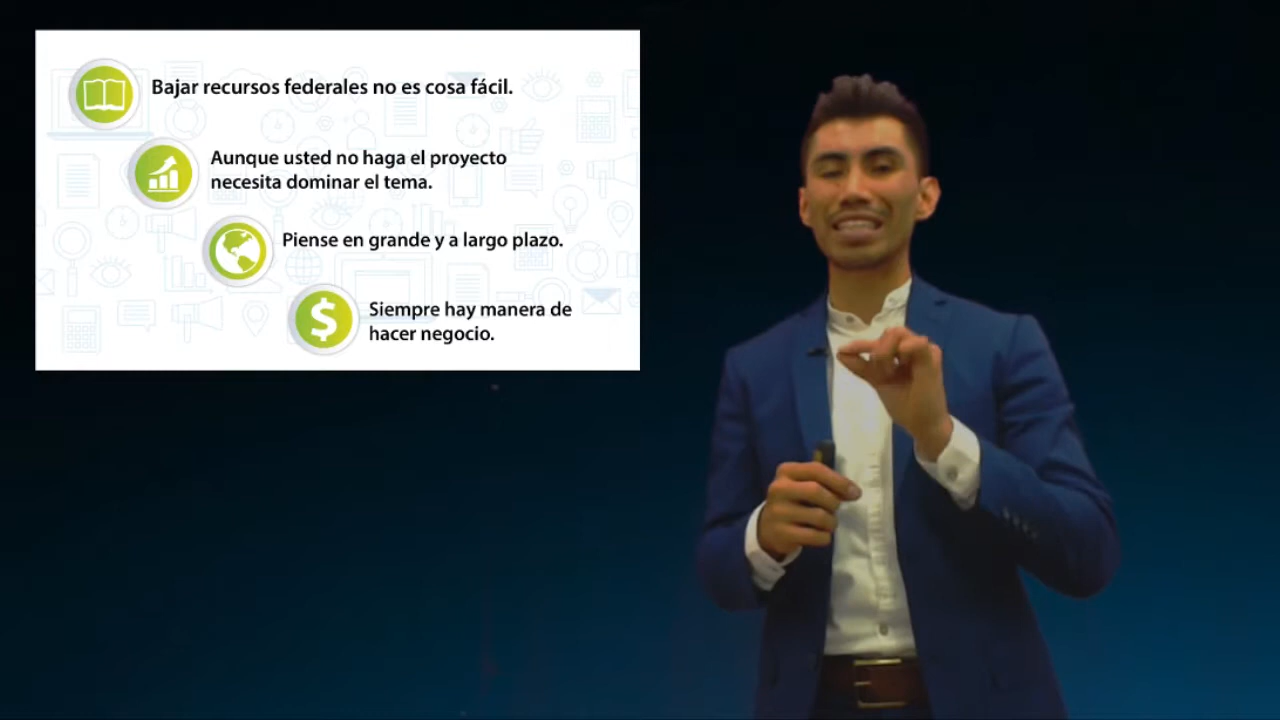 Bajar recursos federales no es cosa fácil.
Aunque usted no haga el proyecto
necesita dominar el tema.
Piense en grande y a largo plazo.
$
Siempre hay manera de
hacer negocio.